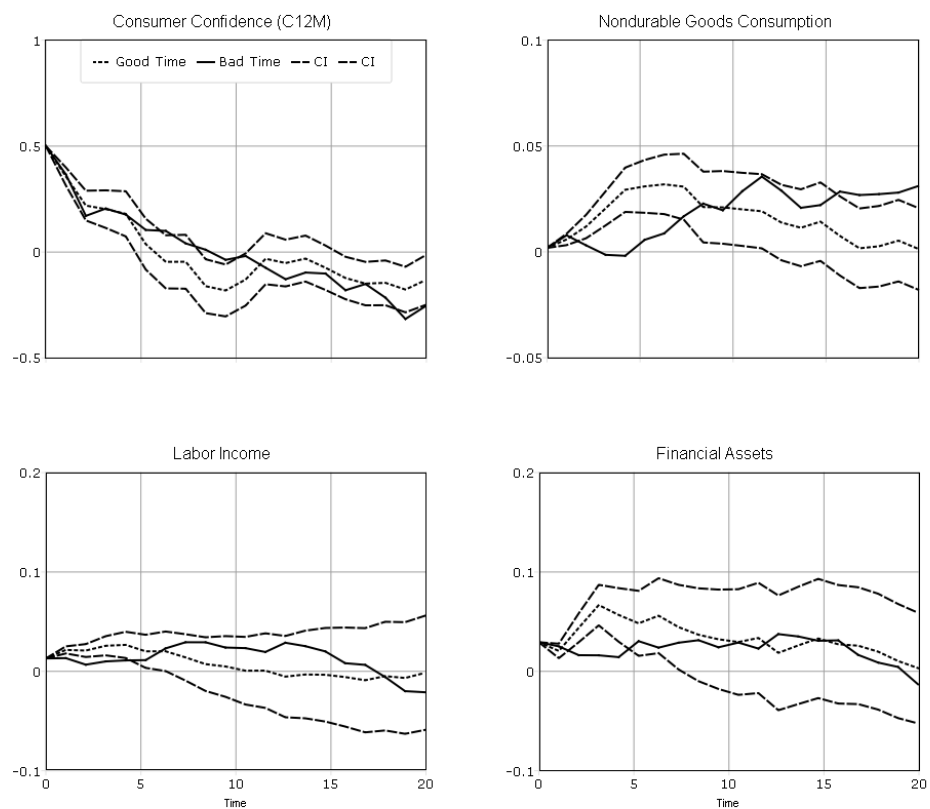 Consumer Confidence (C12M)
1
0.5
0
-0.5
Good Time Bad Time CI CI
Nondurable Goods Consumption
0.1
0.05
0
-0.05
Labor Income
0.2
0.1
0
-0.1
0 5 10 15 20
Time
Financial Assets
0.2
0.1
0
-0.1
0 5 10 15 20
Time